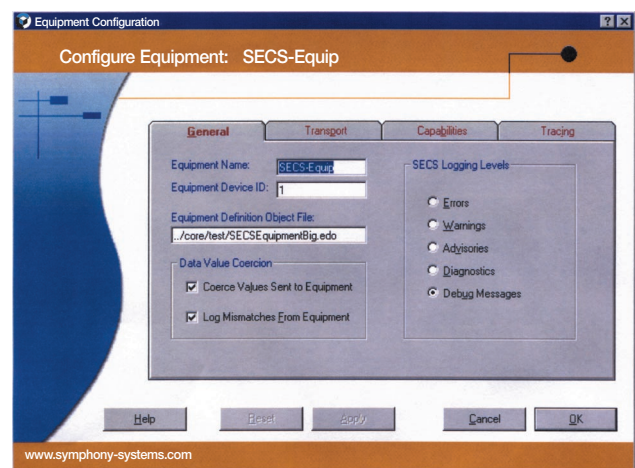 Equipment Configuration
Configure Equipment: SECS-Equip
General
Transport
Capabilities
Tracing
Equipment Name: SECS-Equip
Equipment Device ID: 1
Equipment Definition Object File:
../core/test/SECSEquipmentBig.edo
Data Value Coercion
Coerce Values Sent to Equipment
Log Mismatches From Equipment
SECS Logging Levels
Errors
Warnings
Advisories
Diagnostics
Debug Messages
Help
Reset
Apply
Cancel
OK
www.symphony-systems.com